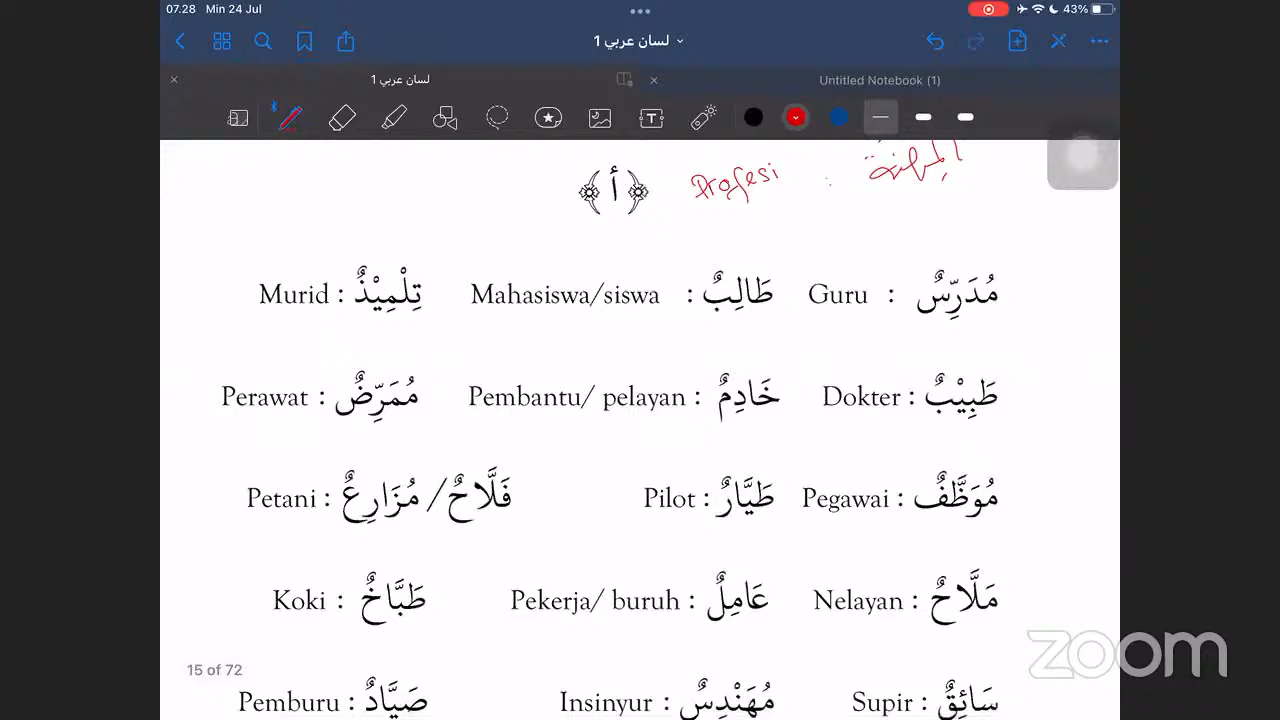 07.28 Min 24 Jul 43%
لسان عربي 1
لسان عربي 1 Untitled Notebook (1)
المهنة : Profesi
﴿ أ ﴾
مُدَرِّسٌ : Guru طَالِبٌ : Mahasiswa/siswa تِلْمِيْذٌ : Murid
طَبِيْبٌ : Dokter خَادِمٌ : Pembantu/ pelayan مُمَرِّضٌ : Perawat
مُوَظَّفٌ : Pegawai طَيَّارٌ : Pilot فَلَّاحٌ / مُزَارِعٌ : Petani
مَلَّاحٌ : Nelayan عَامِلٌ : Pekerja/ buruh طَبَّاخٌ : Koki
zoom
15 of 72
سَائِقٌ : Supir مُهَنْدِسٌ : Insinyur صَيَّادٌ : Pemburu